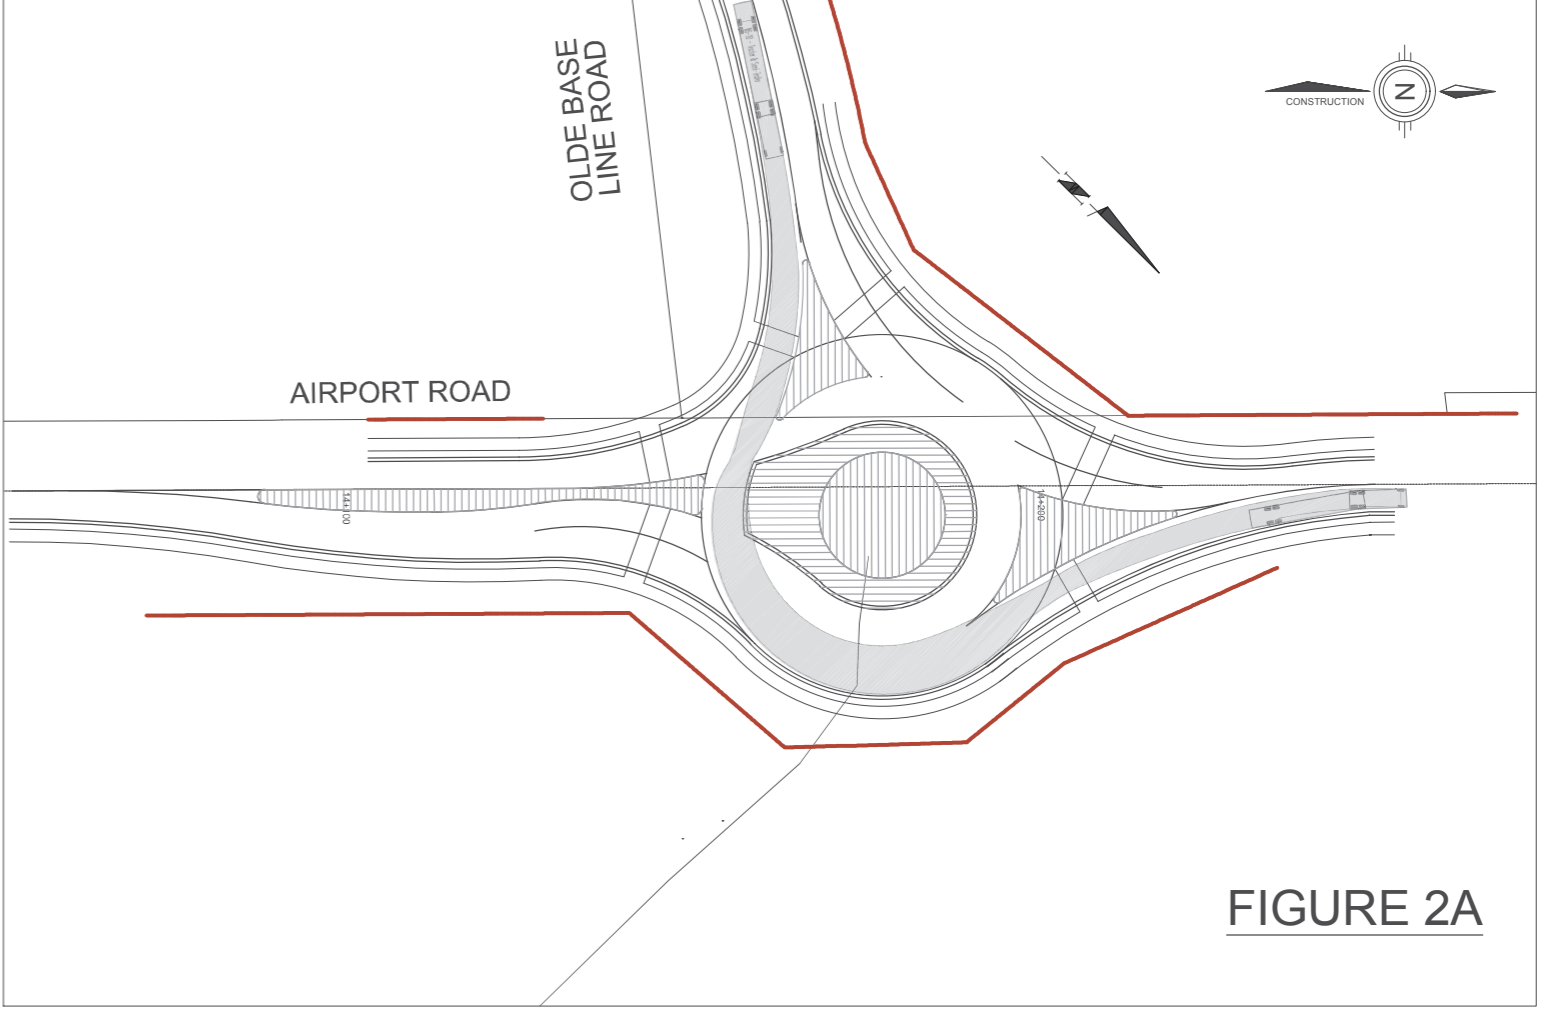 OLDE BASE
LINE ROAD
CONSTRUCTION
N
AIRPORT ROAD
14+100
14+200
FIGURE 2A